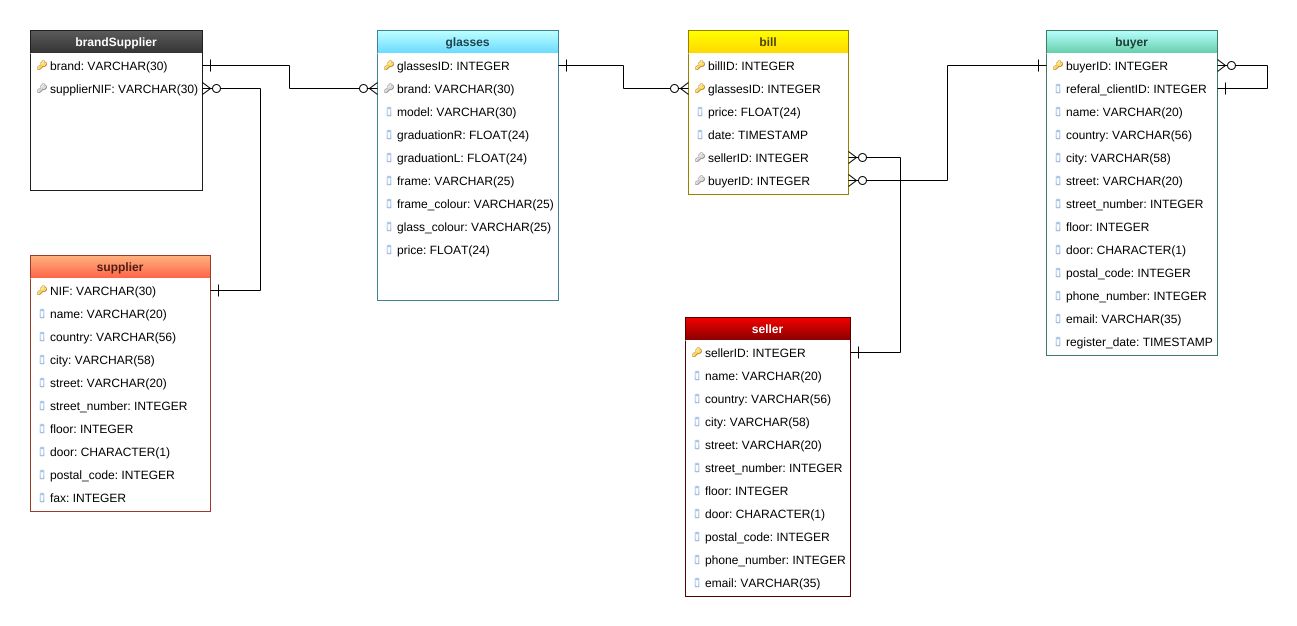 brandSupplier
brand: VARCHAR(30)
supplierNIF: VARCHAR(30)
glasses
glassesID: INTEGER
brand: VARCHAR(30)
model: VARCHAR(30)
graduationR: FLOAT(24)
graduationL: FLOAT(24)
frame: VARCHAR(25)
frame_colour: VARCHAR(25)
glass_colour: VARCHAR(25)
price: FLOAT(24)
bill
billID: INTEGER
glassesID: INTEGER
price: FLOAT(24)
date: TIMESTAMP
sellerID: INTEGER
buyerID: INTEGER
buyer
buyerID: INTEGER
referal_clientID: INTEGER
name: VARCHAR(20)
country: VARCHAR(56)
city: VARCHAR(58)
street: VARCHAR(20)
street_number: INTEGER
floor: INTEGER
door: CHARACTER(1)
postal_code: INTEGER
phone_number: INTEGER
email: VARCHAR(35)
register_date: TIMESTAMP
supplier
NIF: VARCHAR(30)
name: VARCHAR(20)
country: VARCHAR(56)
city: VARCHAR(58)
street: VARCHAR(20)
street_number: INTEGER
floor: INTEGER
door: CHARACTER(1)
postal_code: INTEGER
fax: INTEGER
seller
sellerID: INTEGER
name: VARCHAR(20)
country: VARCHAR(56)
city: VARCHAR(58)
street: VARCHAR(20)
street_number: INTEGER
floor: INTEGER
door: CHARACTER(1)
postal_code: INTEGER
phone_number: INTEGER
email: VARCHAR(35)